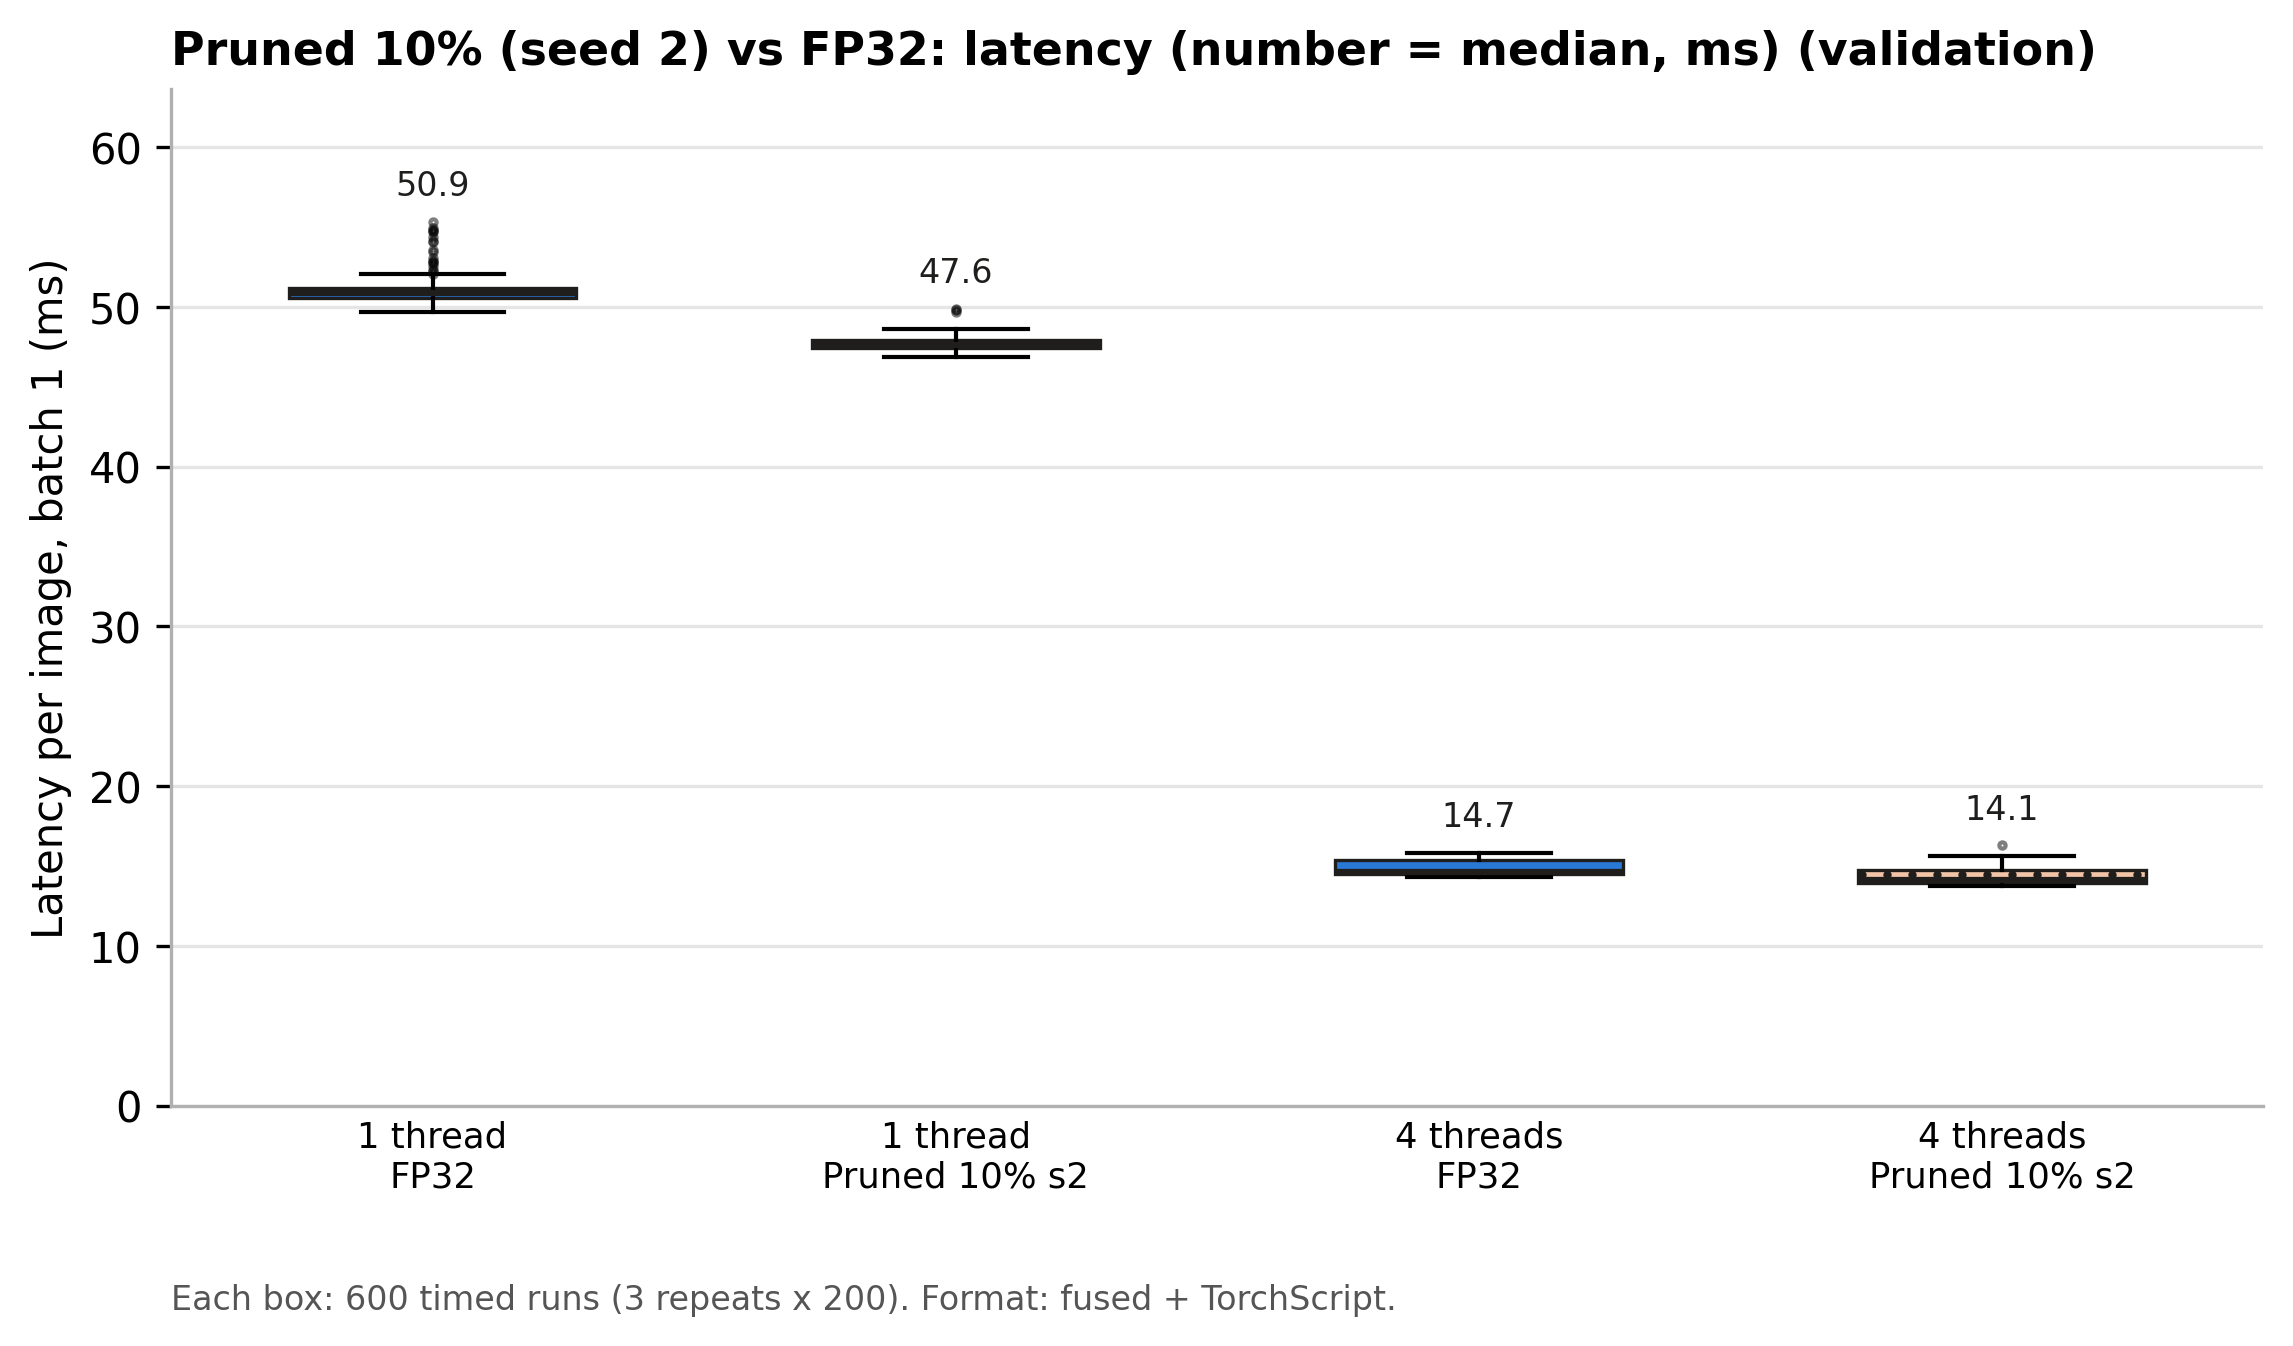 Pruned 10% (seed 2) vs FP32: latency (number = median, ms) (validation)
Latency per image, batch 1 (ms)
60
50
40
30
20
10
0
50.9
47.6
14.7
14.1
1 thread
FP32
1 thread
Pruned 10% s2
4 threads
FP32
4 threads
Pruned 10% s2
Each box: 600 timed runs (3 repeats x 200). Format: fused + TorchScript.